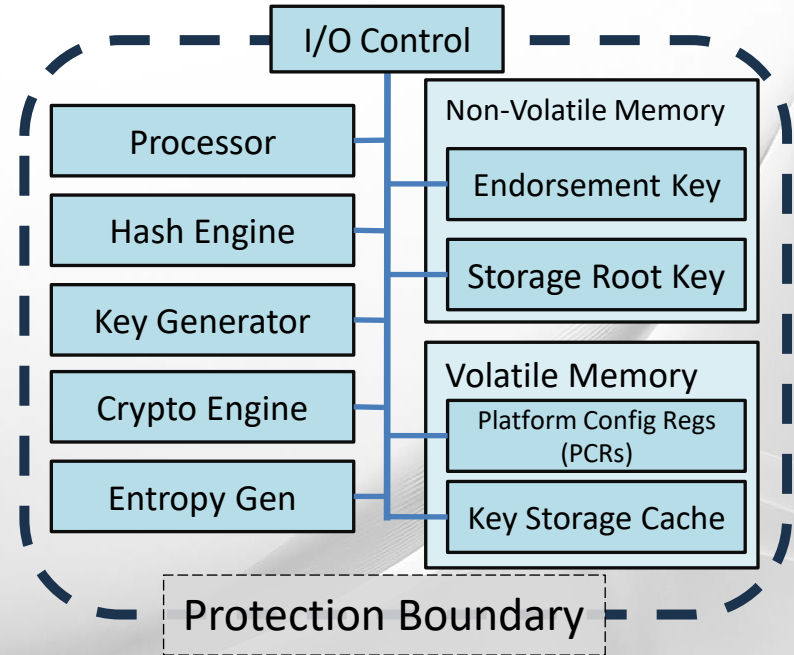 I/O Control
Processor
Hash Engine
Key Generator
Crypto Engine
Entropy Gen
Non-Volatile Memory
Endorsement Key
Storage Root Key
Volatile Memory
Platform Config Regs
(PCRs)
Key Storage Cache
Protection Boundary